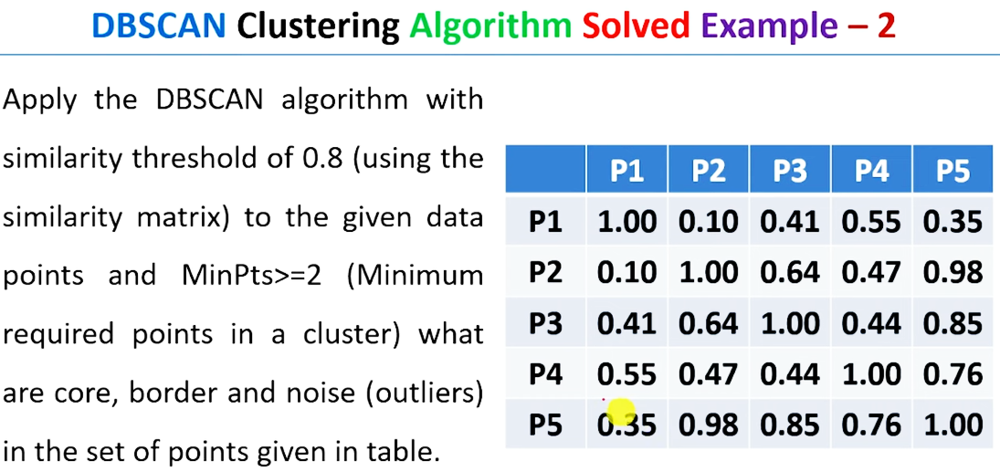 DBSCAN Clustering Algorithm Solved Example – 2
Apply the DBSCAN algorithm with
similarity threshold of 0.8 (using the
similarity matrix) to the given data
points and MinPts>=2 (Minimum
required points in a cluster) what
are core, border and noise (outliers)
in the set of points given in table.
P1 P2 P3 P4 P5
P1 1.00 0.10 0.41 0.55 0.35
P2 0.10 1.00 0.64 0.47 0.98
P3 0.41 0.64 1.00 0.44 0.85
P4 0.55 0.47 0.44 1.00 0.76
P5 0.35 0.98 0.85 0.76 1.00